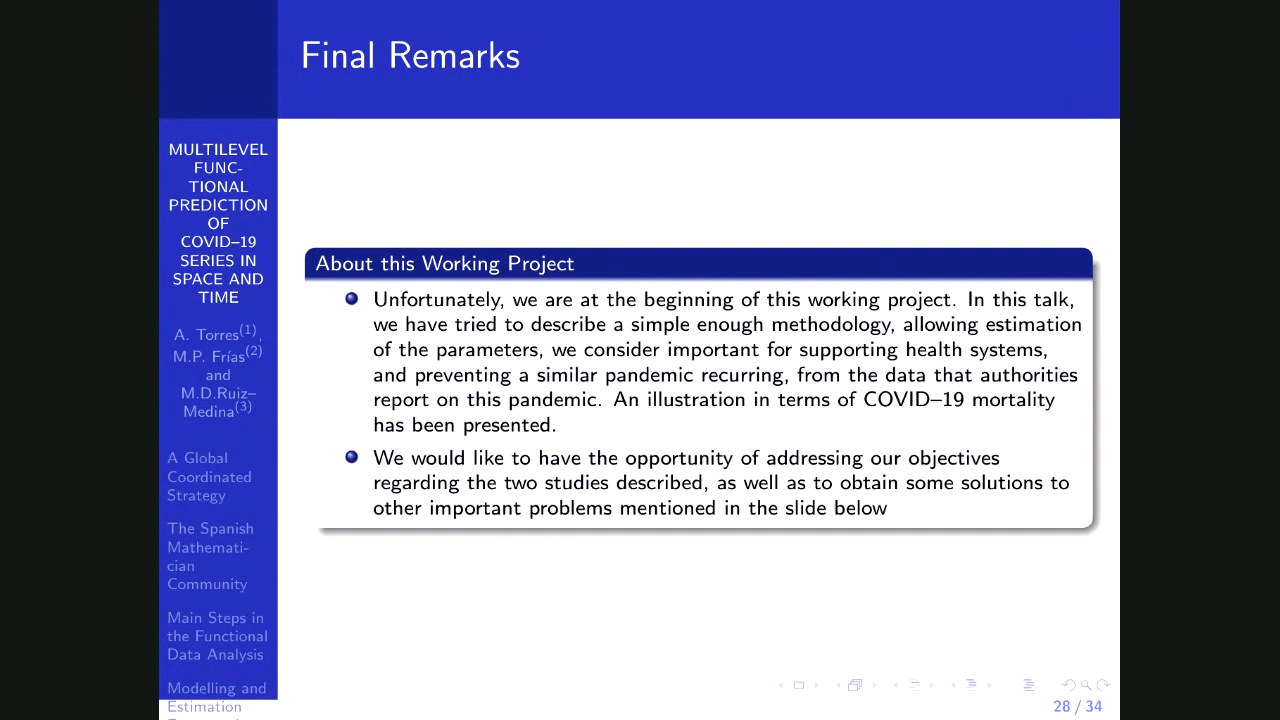 Final Remarks
MULTILEVEL
FUNC-
TIONAL
PREDICTION
OF
COVID–19
SERIES IN
SPACE AND
TIME
A. Torres(1),
M.P. Frías(2)
and
M.D.Ruiz–
Medina(3)
A Global
Coordinated
Strategy
The Spanish
Mathemati-
cian
Community
Main Steps in
the Functional
Data Analysis
Modelling and
Estimation
About this Working Project
Unfortunately, we are at the beginning of this working project. In this talk,
we have tried to describe a simple enough methodology, allowing estimation
of the parameters, we consider important for supporting health systems,
and preventing a similar pandemic recurring, from the data that authorities
report on this pandemic. An illustration in terms of COVID–19 mortality
has been presented.
We would like to have the opportunity of addressing our objectives
regarding the two studies described, as well as to obtain some solutions to
other important problems mentioned in the slide below
28 / 34